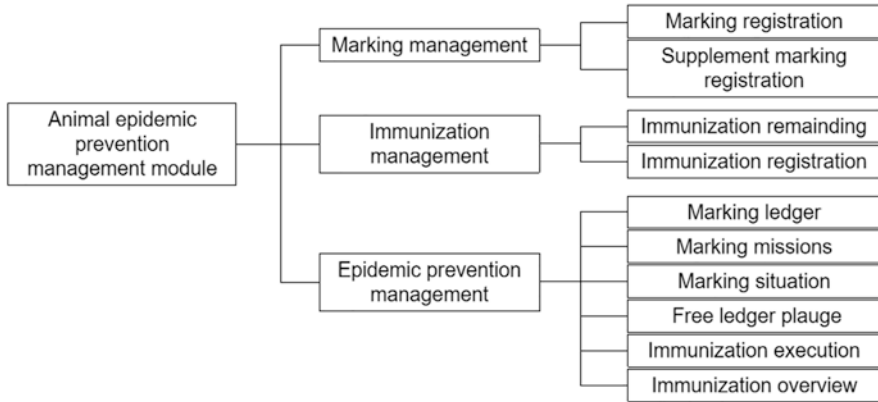 Animal epidemic
prevention
management module
Marking management
Marking registration
Supplement marking
registration
Immunization
management
Immunization remainding
Immunization registration
Epidemic prevention
management
Marking ledger
Marking missions
Marking situation
Free ledger plauge
Immunization execution
Immunization overview